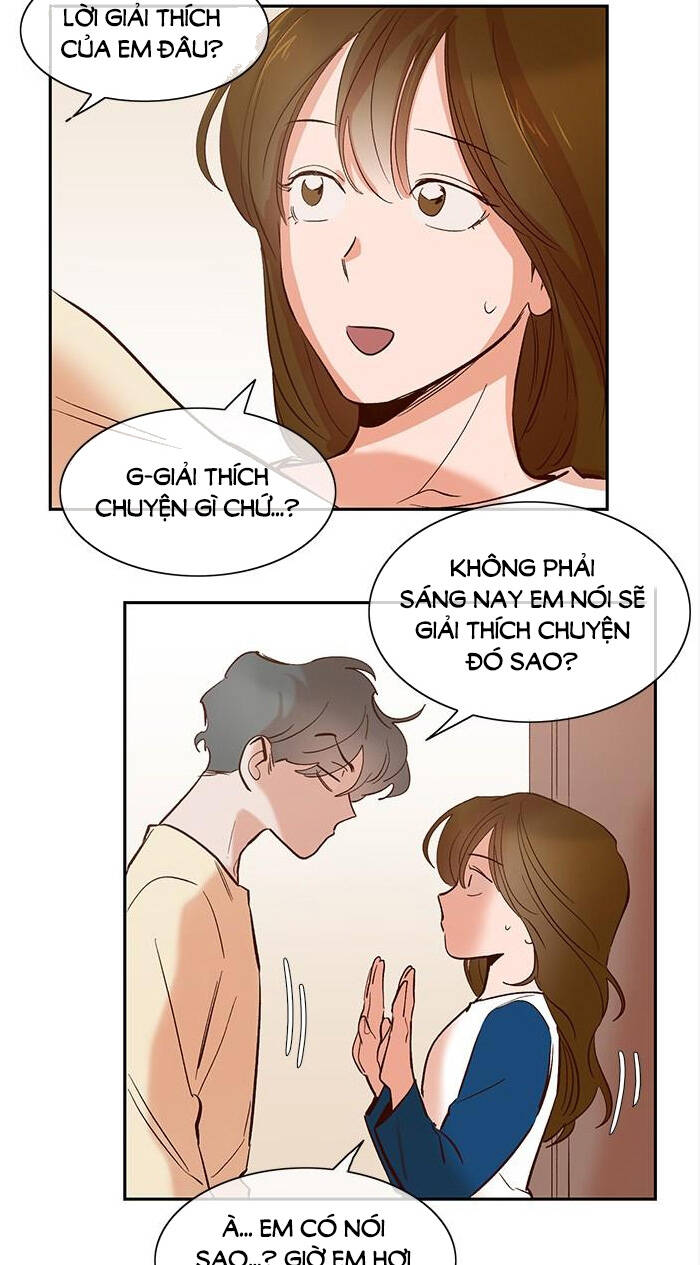 LỜI GIẢI THÍCH
CỦA EM ĐÂU?
G-GIẢI THÍCH
CHUYỆN GÌ CHỨ...?
KHÔNG PHẢI
SÁNG NAY EM NÓI SẼ
GIẢI THÍCH CHUYỆN
ĐÓ SAO?
À... EM CÓ NÓI
SAO...? GIỜ EM HƠI